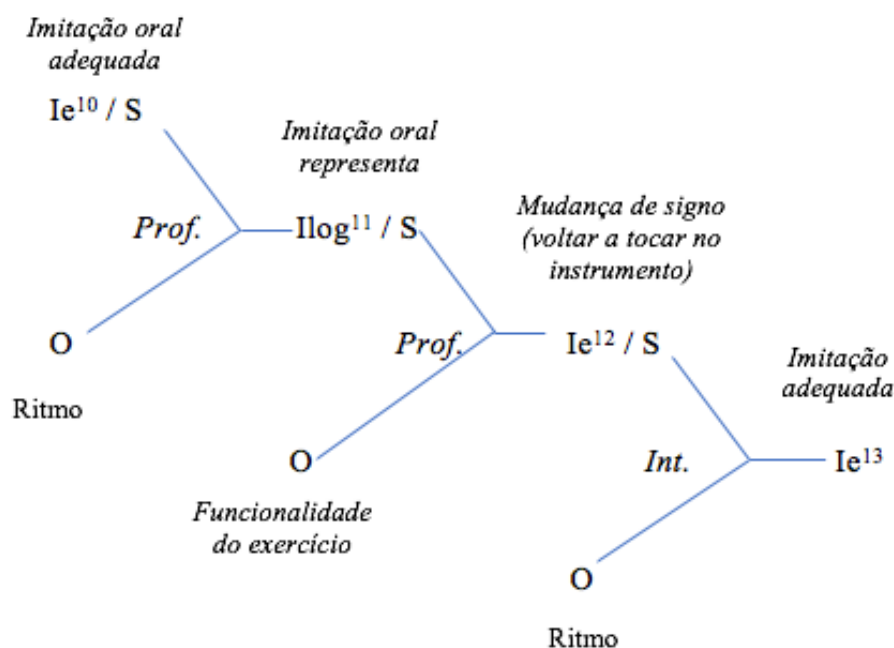 Imitação oral
adequada
Ie¹⁰ / S
Imitação oral
representa
Prof.
Ilog¹¹ / S
Mudança de signo
(voltar a tocar no
instrumento)
O
Ritmo
Prof.
Ie¹² / S
Imitação
adequada
O
Funcionalidade
do exercício
Int.
Ie¹³
O
Ritmo